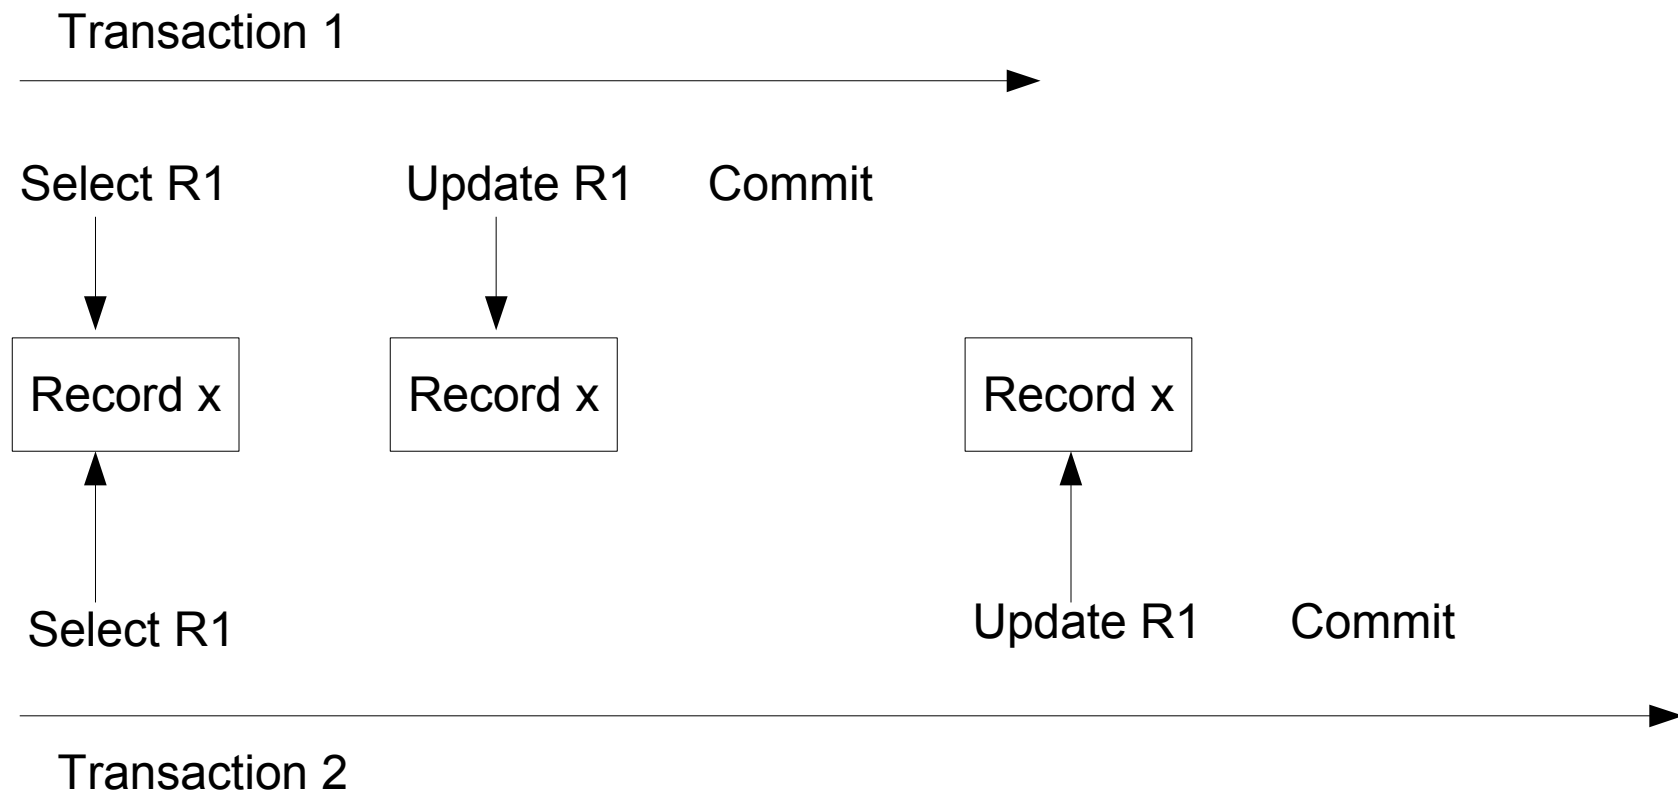 Transaction 1
Select R1 Update R1 Commit
Record x Record x Record x
Select R1 Update R1 Commit
Transaction 2